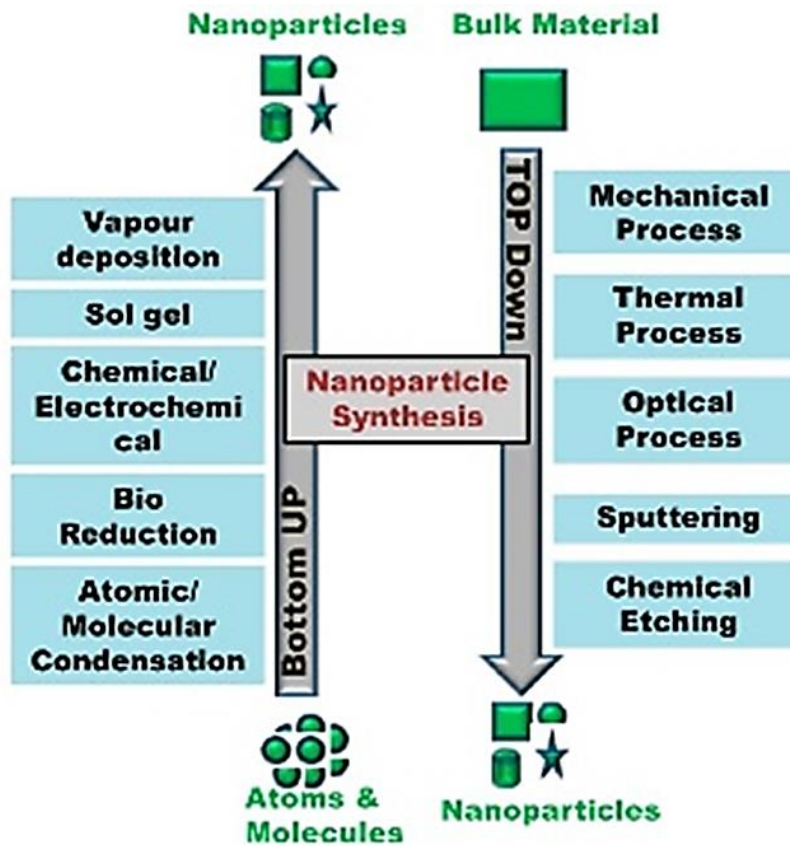 Nanoparticles
Bulk Material
Vapour
deposition
Sol gel
Chemical/
Electrochemi
cal
Bio
Reduction
Atomic/
Molecular
Condensation
Bottom UP
Nanoparticle
Synthesis
TOP Down
Mechanical
Process
Thermal
Process
Optical
Process
Sputtering
Chemical
Etching
Atoms &
Molecules
Nanoparticles